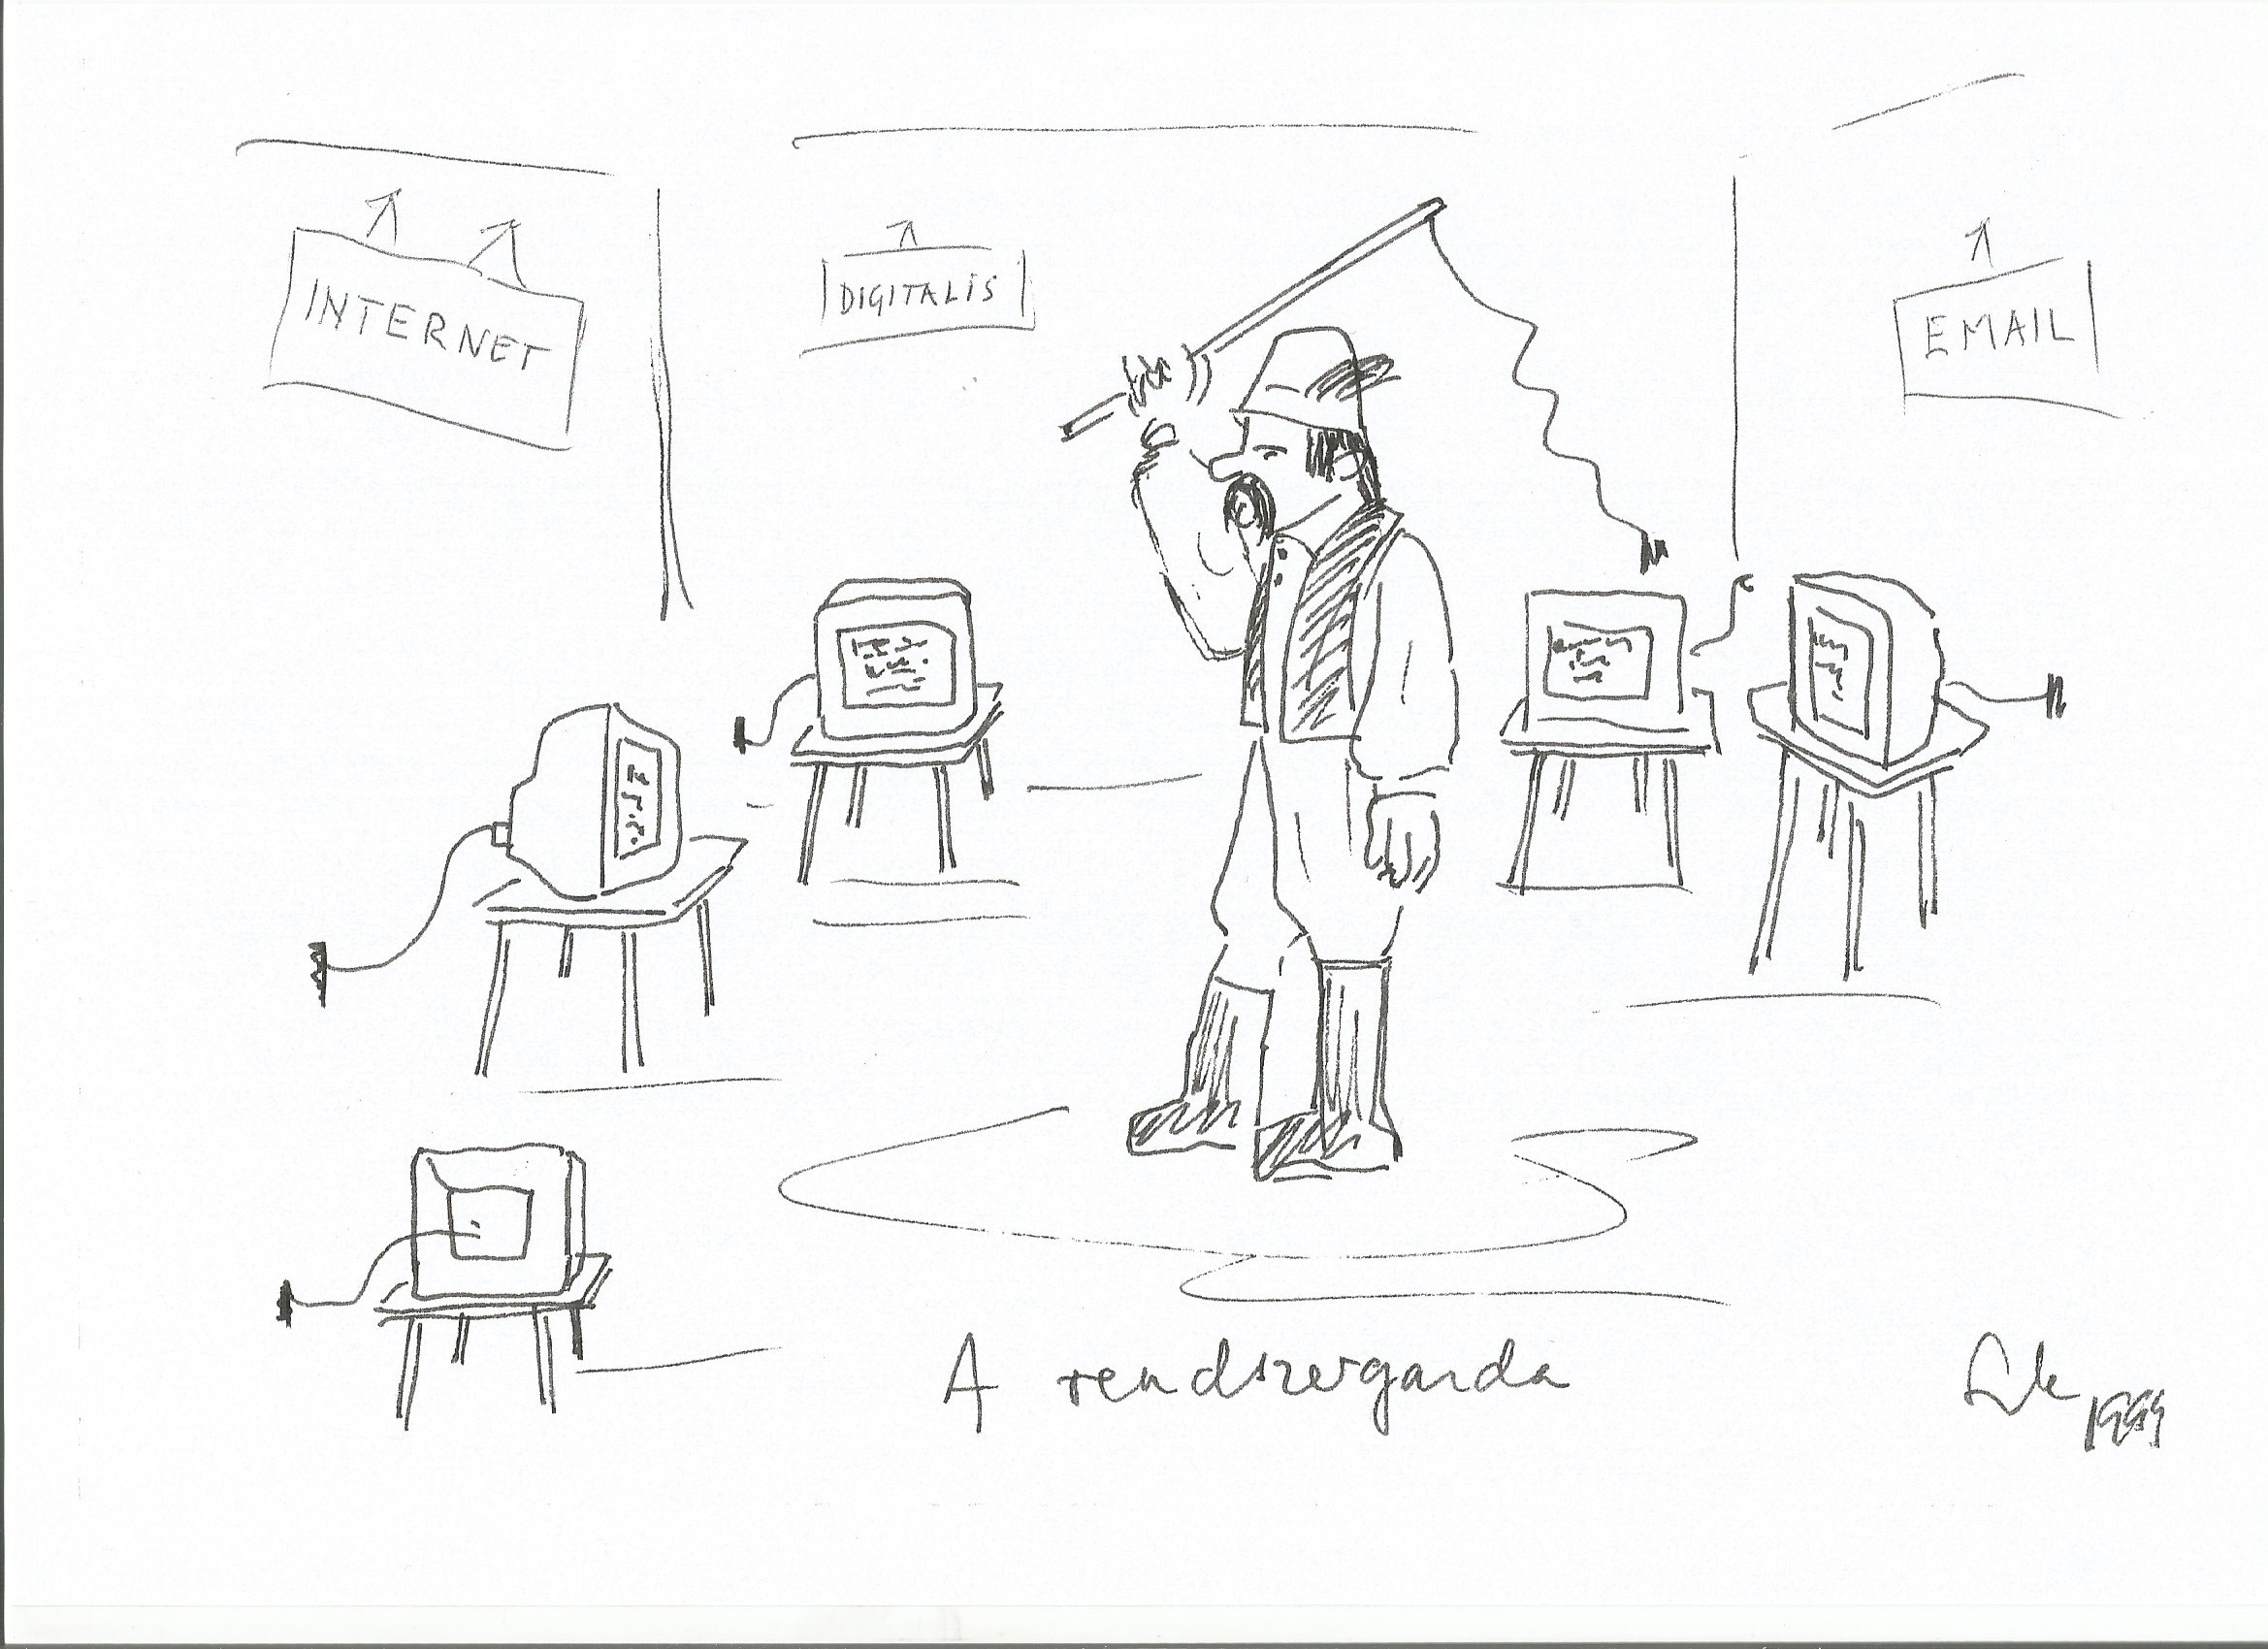 INTERNET
DIGITALIS
EMAIL
A rendszergarda
1999